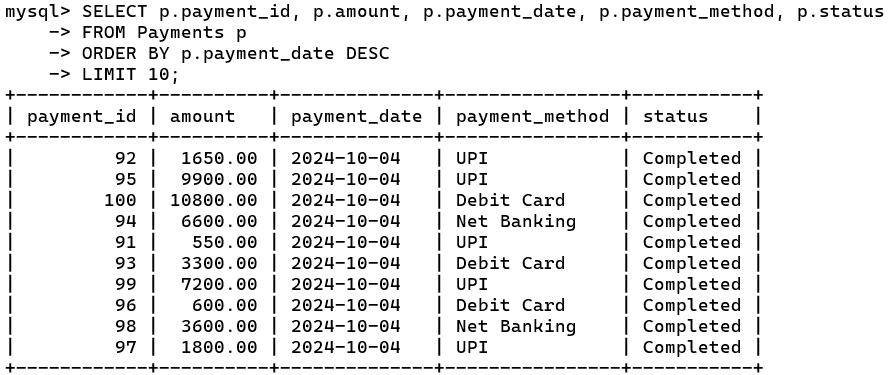 mysql> SELECT p.payment_id, p.amount, p.payment_date, p.payment_method, p.status
    -> FROM Payments p
    -> ORDER BY p.payment_date DESC
    -> LIMIT 10;
+------------+----------+--------------+----------------+-----------+
| payment_id | amount   | payment_date | payment_method | status    |
+------------+----------+--------------+----------------+-----------+
|         92 |  1650.00 | 2024-10-04   | UPI            | Completed |
|         95 |  9900.00 | 2024-10-04   | UPI            | Completed |
|        100 | 10800.00 | 2024-10-04   | Debit Card     | Completed |
|         94 |  6600.00 | 2024-10-04   | Net Banking    | Completed |
|         91 |   550.00 | 2024-10-04   | UPI            | Completed |
|         93 |  3300.00 | 2024-10-04   | Debit Card     | Completed |
|         99 |  7200.00 | 2024-10-04   | UPI            | Completed |
|         96 |   600.00 | 2024-10-04   | Debit Card     | Completed |
|         98 |  3600.00 | 2024-10-04   | Net Banking    | Completed |
|         97 |  1800.00 | 2024-10-04   | UPI            | Completed |
+------------+----------+--------------+----------------+-----------+